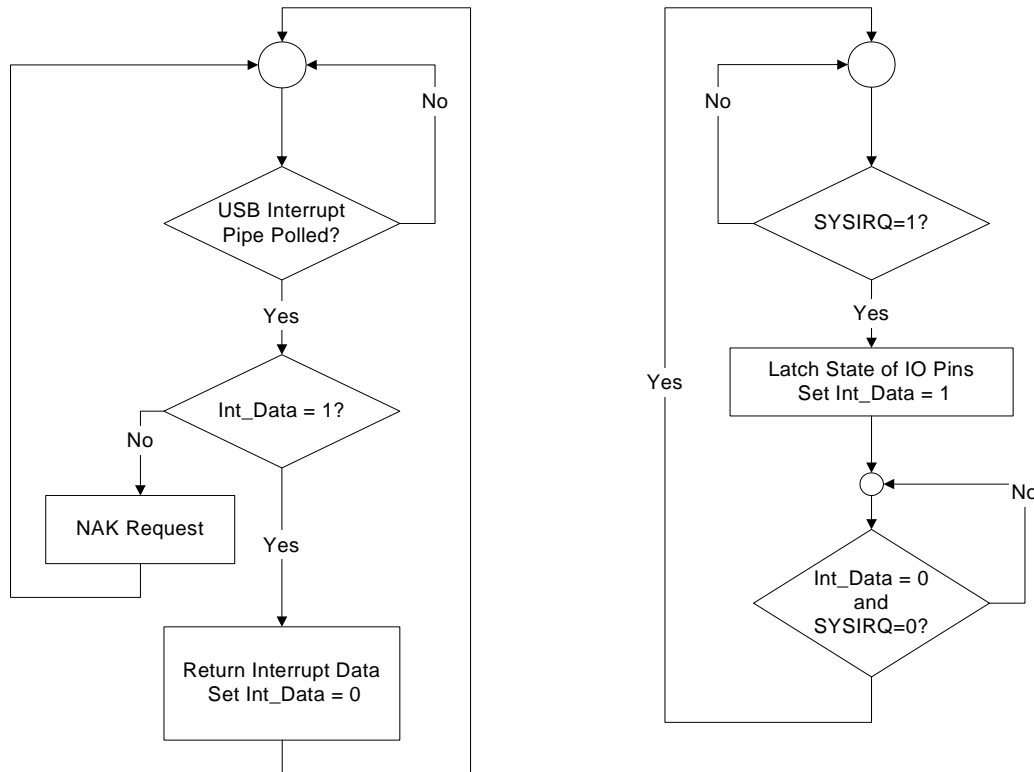 No
USB Interrupt
Pipe Polled?
Yes
Int_Data = 1?
No
NAK Request
Yes
Return Interrupt Data
Set Int_Data = 0
No
SYSIRQ=1?
Yes
Latch State of IO Pins
Set Int_Data = 1
Yes
No
Int_Data = 0
and
SYSIRQ=0?